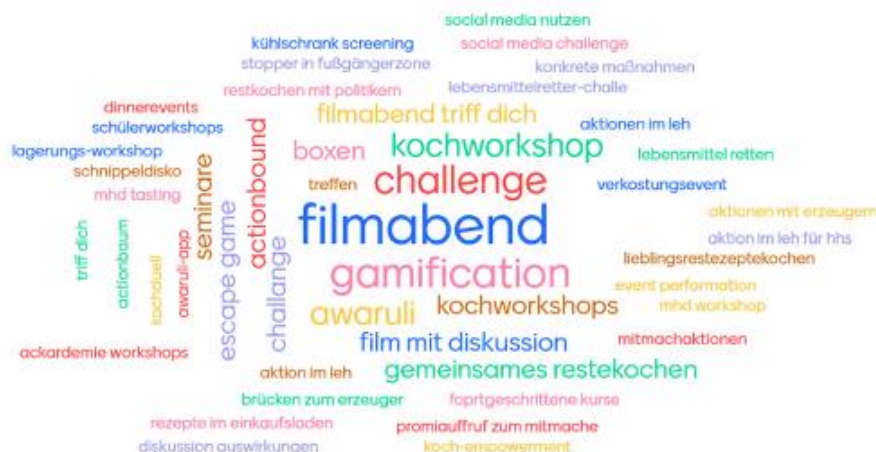 social media nutzen
kühlschrank screening
social media challenge
stopper in fußgängerzone
konkrete maßnahmen
restkochen mit politikern
lebensmittelretter-challe
dinnerevents
filmabend triff dich
schülerworkshops
aktionen im leh
lagerungs-workshop
boxen
kochworkshop
lebensmittel retten
schnippeldisko
treffen
challenge
verkostungsevent
mhd tasting
seminare
actionbound
filmabend
aktionen mit erzeugern
triff dich
actionbaum
kochduell
awaruli-app
escape game
challange
aktion im leh für hhs
lieblingsrestezeptekochen
gamification
event performation
awaruli
kochworkshops
mhd workshop
film mit diskussion
mitmachaktionen
ackerdemie workshops
aktion im leh
gemeinsames restekochen
brücken zum erzeuger
foprtgeschrittene kurse
rezepte im einkaufsladen
promiauffruf zum mitmache
diskussion auswirkungen
koch-empowerment